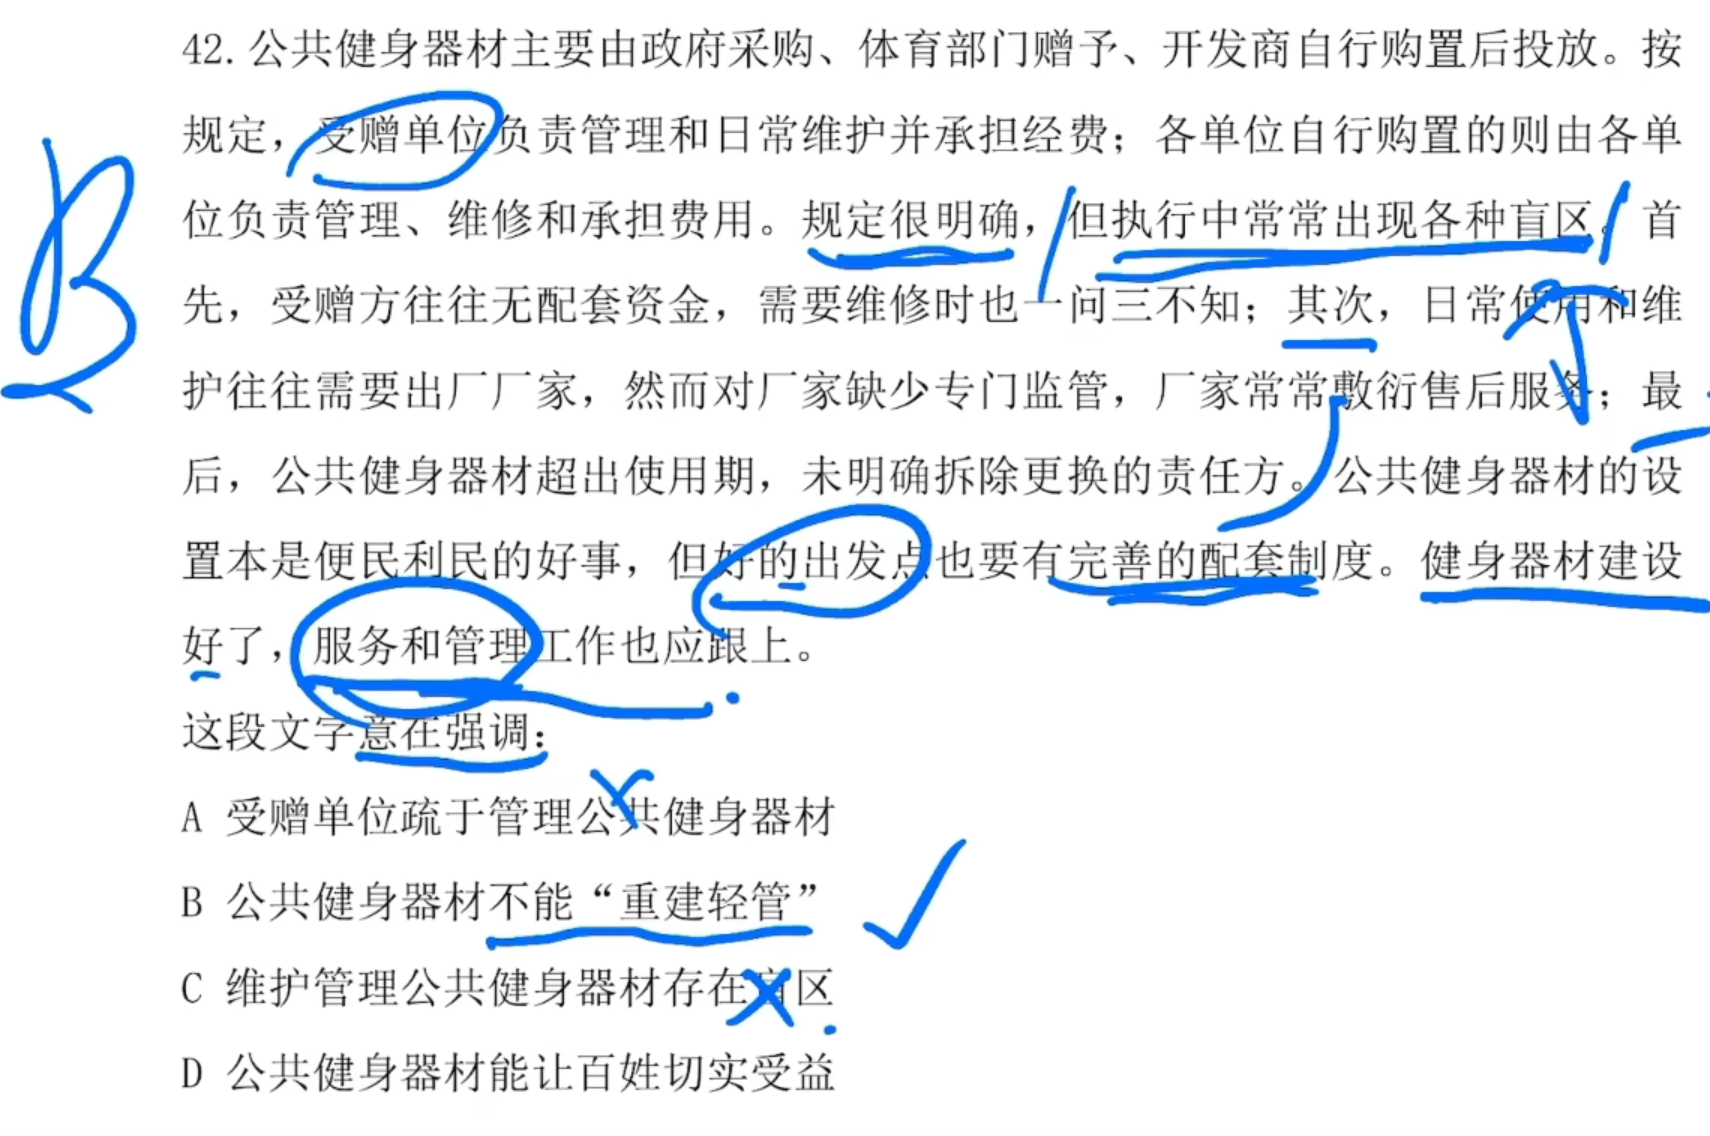 42. 公共健身器材主要由政府采购、体育部门赠予、开发商自行购置后投放。按
规定，受赠单位负责管理和日常维护并承担经费；各单位自行购置的则由各单
位负责管理、维修和承担费用。规定很明确，但执行中常常出现各种盲区。首
先，受赠方往往无配套资金，需要维修时也一问三不知；其次，日常使用和维
护往往需要出厂厂家，然而对厂家缺少专门监管，厂家常常敷衍售后服务；最
后，公共健身器材超出使用期，未明确拆除更换的责任方。公共健身器材的设
置本是便民利民的好事，但好的出发点也要有完善的配套制度。健身器材建设
好了，服务和管理工作也应跟上。
这段文字意在强调：
A 受赠单位疏于管理公共健身器材
B 公共健身器材不能“重建轻管”
C 维护管理公共健身器材存在盲区
D 公共健身器材能让百姓切实受益
B